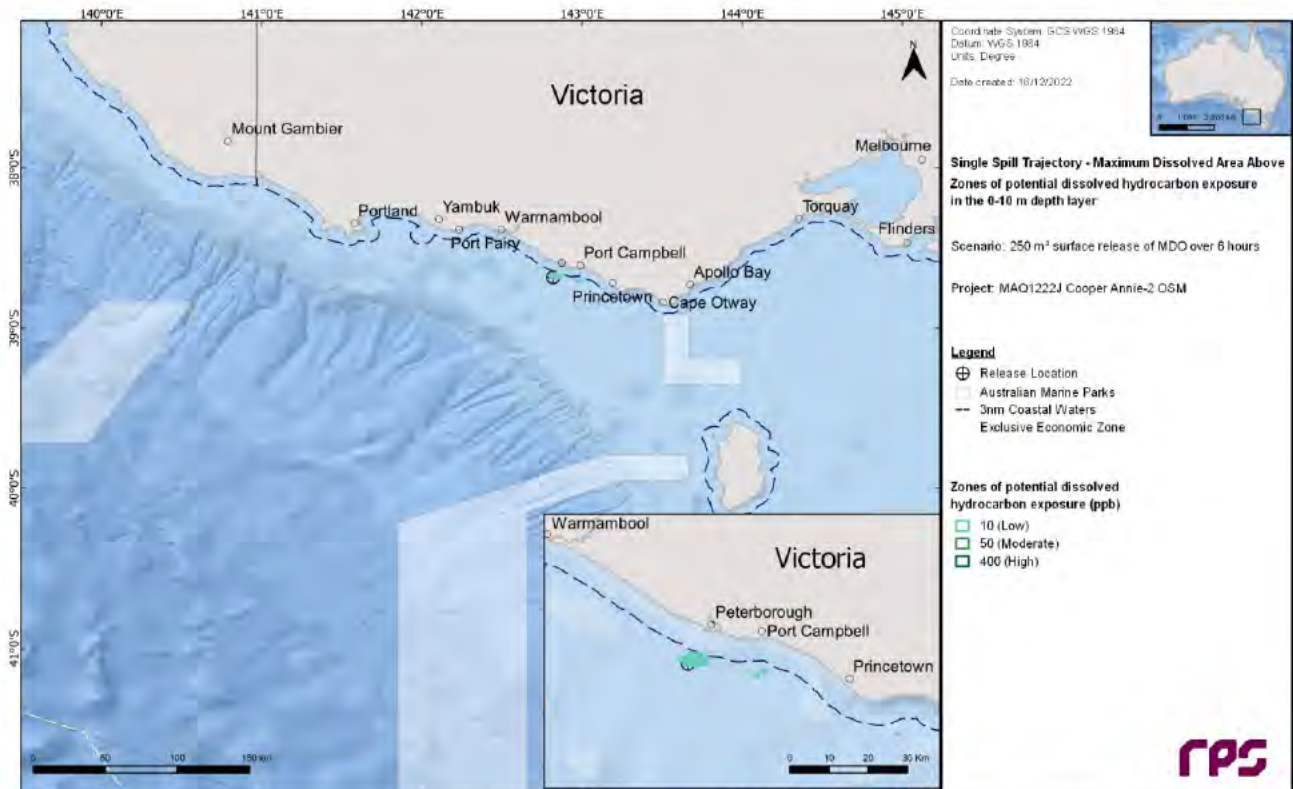 140°0'E
141°0'E
142°0'E
143°0'E
144°0'E
145°0'E
38°0'S
39°0'S
40°0'S
41°0'S
N
Victoria
Mount Gambier
Melbourne
Portland
Yambuk
Warrnambool
Port Fairy
Torquay
Flinders
Port Campbell
Apollo Bay
Princetown
Cape Otway
0 50 100 150 Km
Warrnambool
Victoria
Peterborough
Port Campbell
Princetown
0 10 20 30 Km
Coordinate System: GCS WGS 1984
Datum: WGS 1984
Units: Degree
Date created: 16/12/2022
Single Spill Trajectory - Maximum Dissolved Area Above
Zones of potential dissolved hydrocarbon exposure
in the 0-10 m depth layer
Scenario: 250 m³ surface release of MDO over 6 hours
Project: MAQ1222J Cooper Annie-2 OSM
Legend
Release Location
Australian Marine Parks
3nm Coastal Waters
Exclusive Economic Zone
Zones of potential dissolved
hydrocarbon exposure (ppb)
10 (Low)
50 (Moderate)
400 (High)
rps